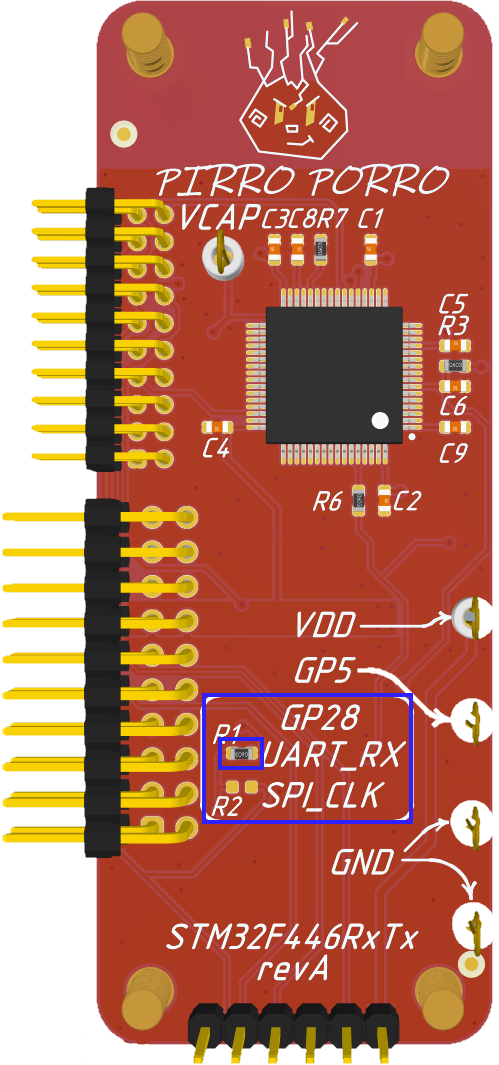 PIRRO PORRO
VCAP C3 C8 R7 C1
C5
R3
C6
C4
C9
R6 C2
VDD
GP5
GP28
R1
UART_RX
SPI_CLK
R2
GND
STM32F446RxTx
revA